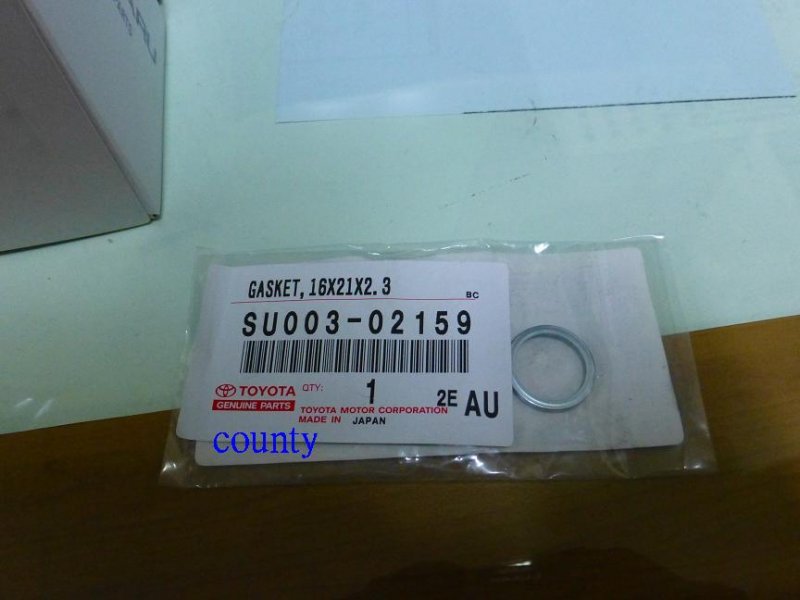 PARTS
GASKET,16X21X2.3
BC
SU003-02159
TOYOTA QTY: 1 2E AU
GENUINE PARTS TOYOTA MOTOR CORPORATION
MADE IN JAPAN
county